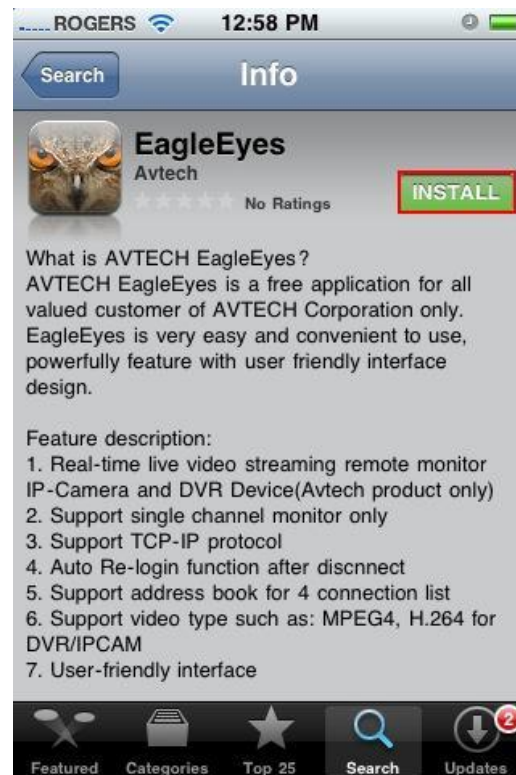 ROGERS 12:58 PM
Search Info
EagleEyes
Avtech
No Ratings
INSTALL
What is AVTECH EagleEyes?
AVTECH EagleEyes is a free application for all
valued customer of AVTECH Corporation only.
EagleEyes is very easy and convenient to use,
powerfully feature with user friendly interface
design.
Feature description:
1. Real-time live video streaming remote monitor
IP-Camera and DVR Device(Avtech product only)
2. Support single channel monitor only
3. Support TCP-IP protocol
4. Auto Re-login function after discnnect
5. Support address book for 4 connection list
6. Support video type such as: MPEG4, H.264 for
DVR/IPCAM
7. User-friendly interface
2
Featured Categories Top 25 Search Updates